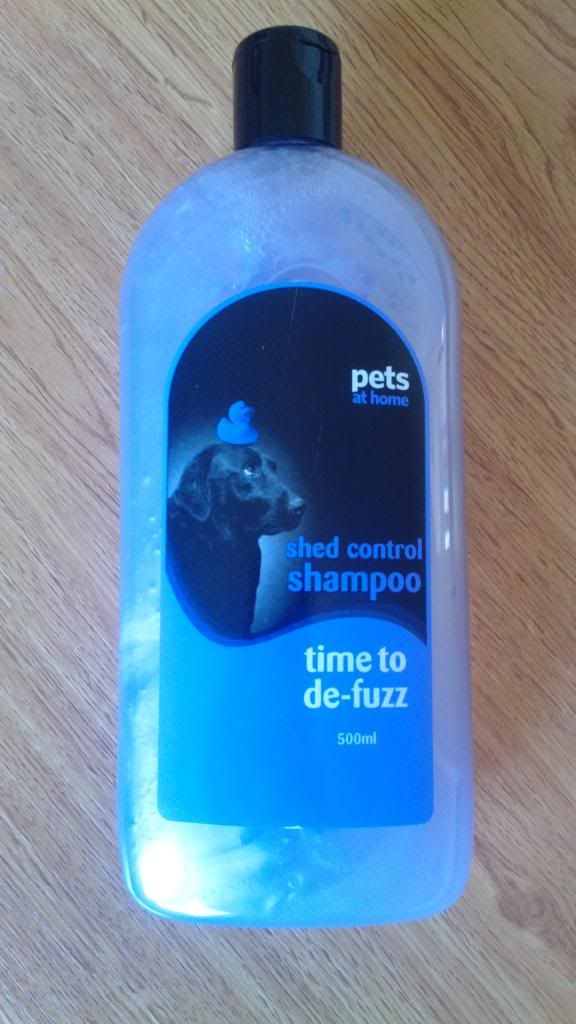 pets
at home
shed control
shampoo
time to
de-fuzz
500ml